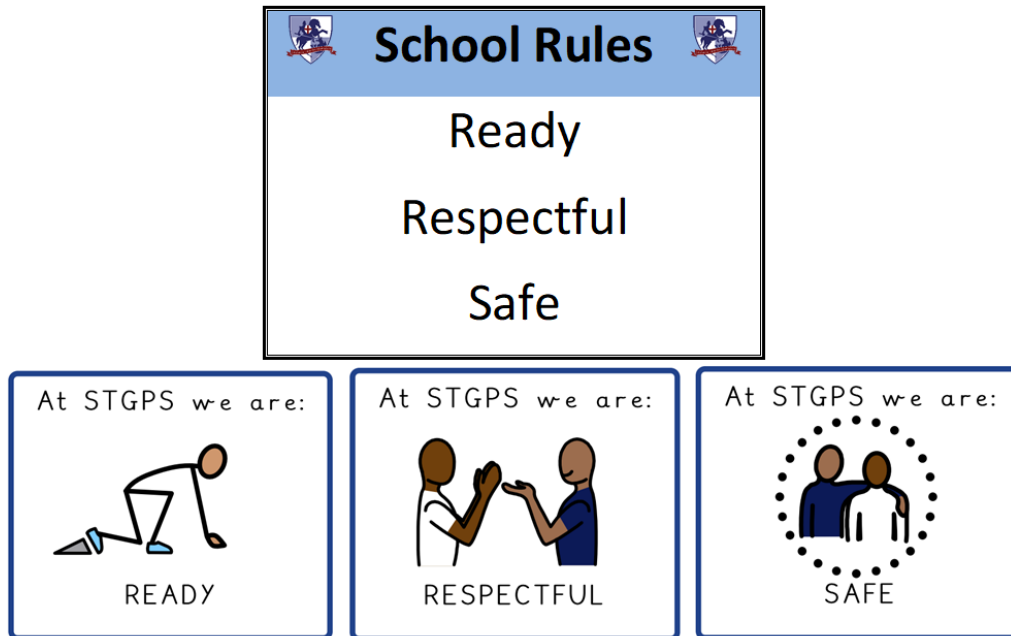 School Rules
Ready
Respectful
Safe
At STGPS we are:
READY
At STGPS we are:
RESPECTFUL
At STGPS we are:
SAFE